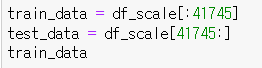 train_data = df_scale[:41745]
test_data = df_scale[41745:]
train_data